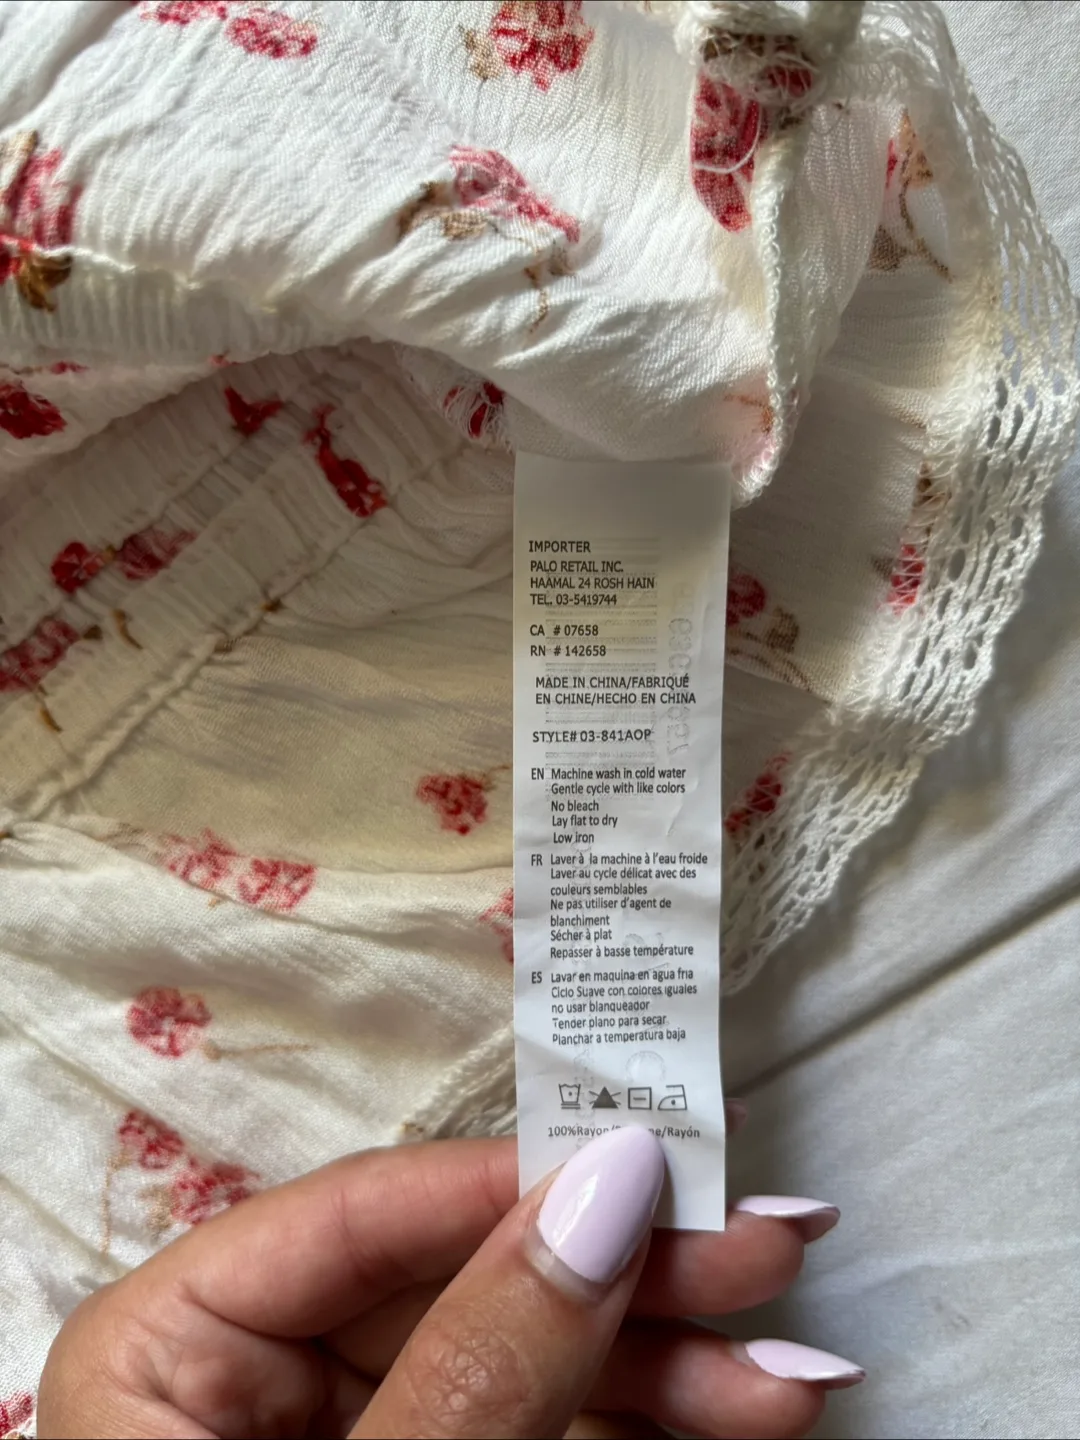 IMPORTER
PALO RETAIL INC.
HAAMAL 24 ROSH HAIN
TEL. 03-5419744
CA # 07658
RN # 142658
MADE IN CHINA/FABRIQUÉ
EN CHINE/HECHO EN CHINA
STYLE# 03-841AOP
EN Machine wash in cold water
Gentle cycle with like colors
No bleach
Lay flat to dry
Low iron
FR Laver à la machine à l'eau froide
Laver au cycle délicat avec des
couleurs semblables
Ne pas utiliser d'agent de
blanchiment
Sécher à plat
Repasser à basse température
ES Lavar en maquina en agua fria
Ciclo Suave con colores iguales
no usar blanqueador
Tender plano para secar
Planchar a temperatura baja
100%Rayon/ /Rayón